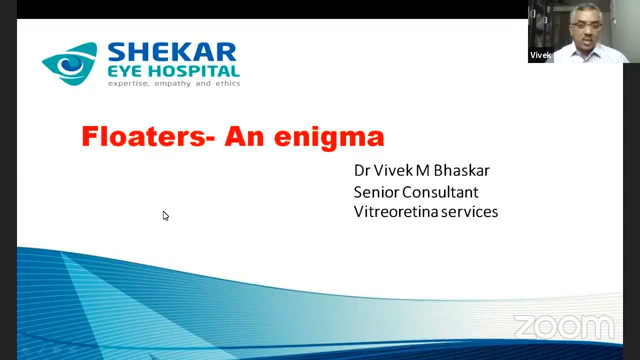 SHEKAR
EYE HOSPITAL
expertise, empathy and ethics
Vivek
Floaters- An enigma
Dr Vivek M Bhaskar
Senior Consultant
Vitreoretina services
zoom